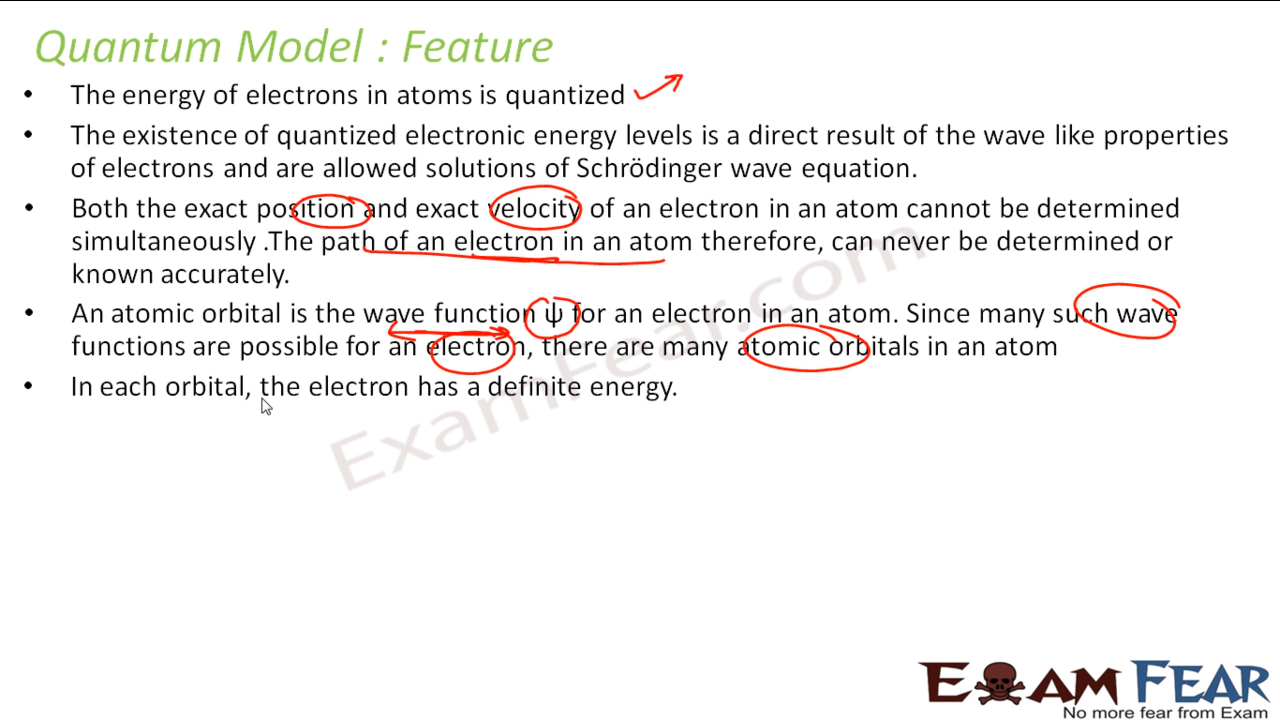 Quantum Model : Feature
• The energy of electrons in atoms is quantized
• The existence of quantized electronic energy levels is a direct result of the wave like properties
of electrons and are allowed solutions of Schrödinger wave equation.
• Both the exact position and exact velocity of an electron in an atom cannot be determined
simultaneously .The path of an electron in an atom therefore, can never be determined or
known accurately.
• An atomic orbital is the wave function ψ for an electron in an atom. Since many such wave
functions are possible for an electron, there are many atomic orbitals in an atom
• In each orbital, the electron has a definite energy.
ExamFear.com
EXAM FEAR
No more fear from Exam